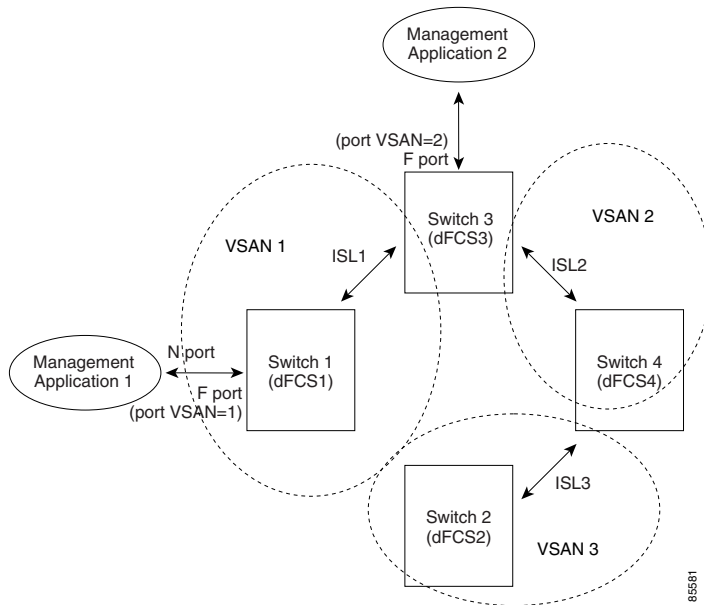 Management
Application 2
(port VSAN=2)
F port
Switch 3
(dFCS3)
VSAN 2
VSAN 1
ISL1
ISL2
N port
Management
Application 1
Switch 1
(dFCS1)
Switch 4
(dFCS4)
F port
(port VSAN=1)
ISL3
Switch 2
(dFCS2)
VSAN 3
85581